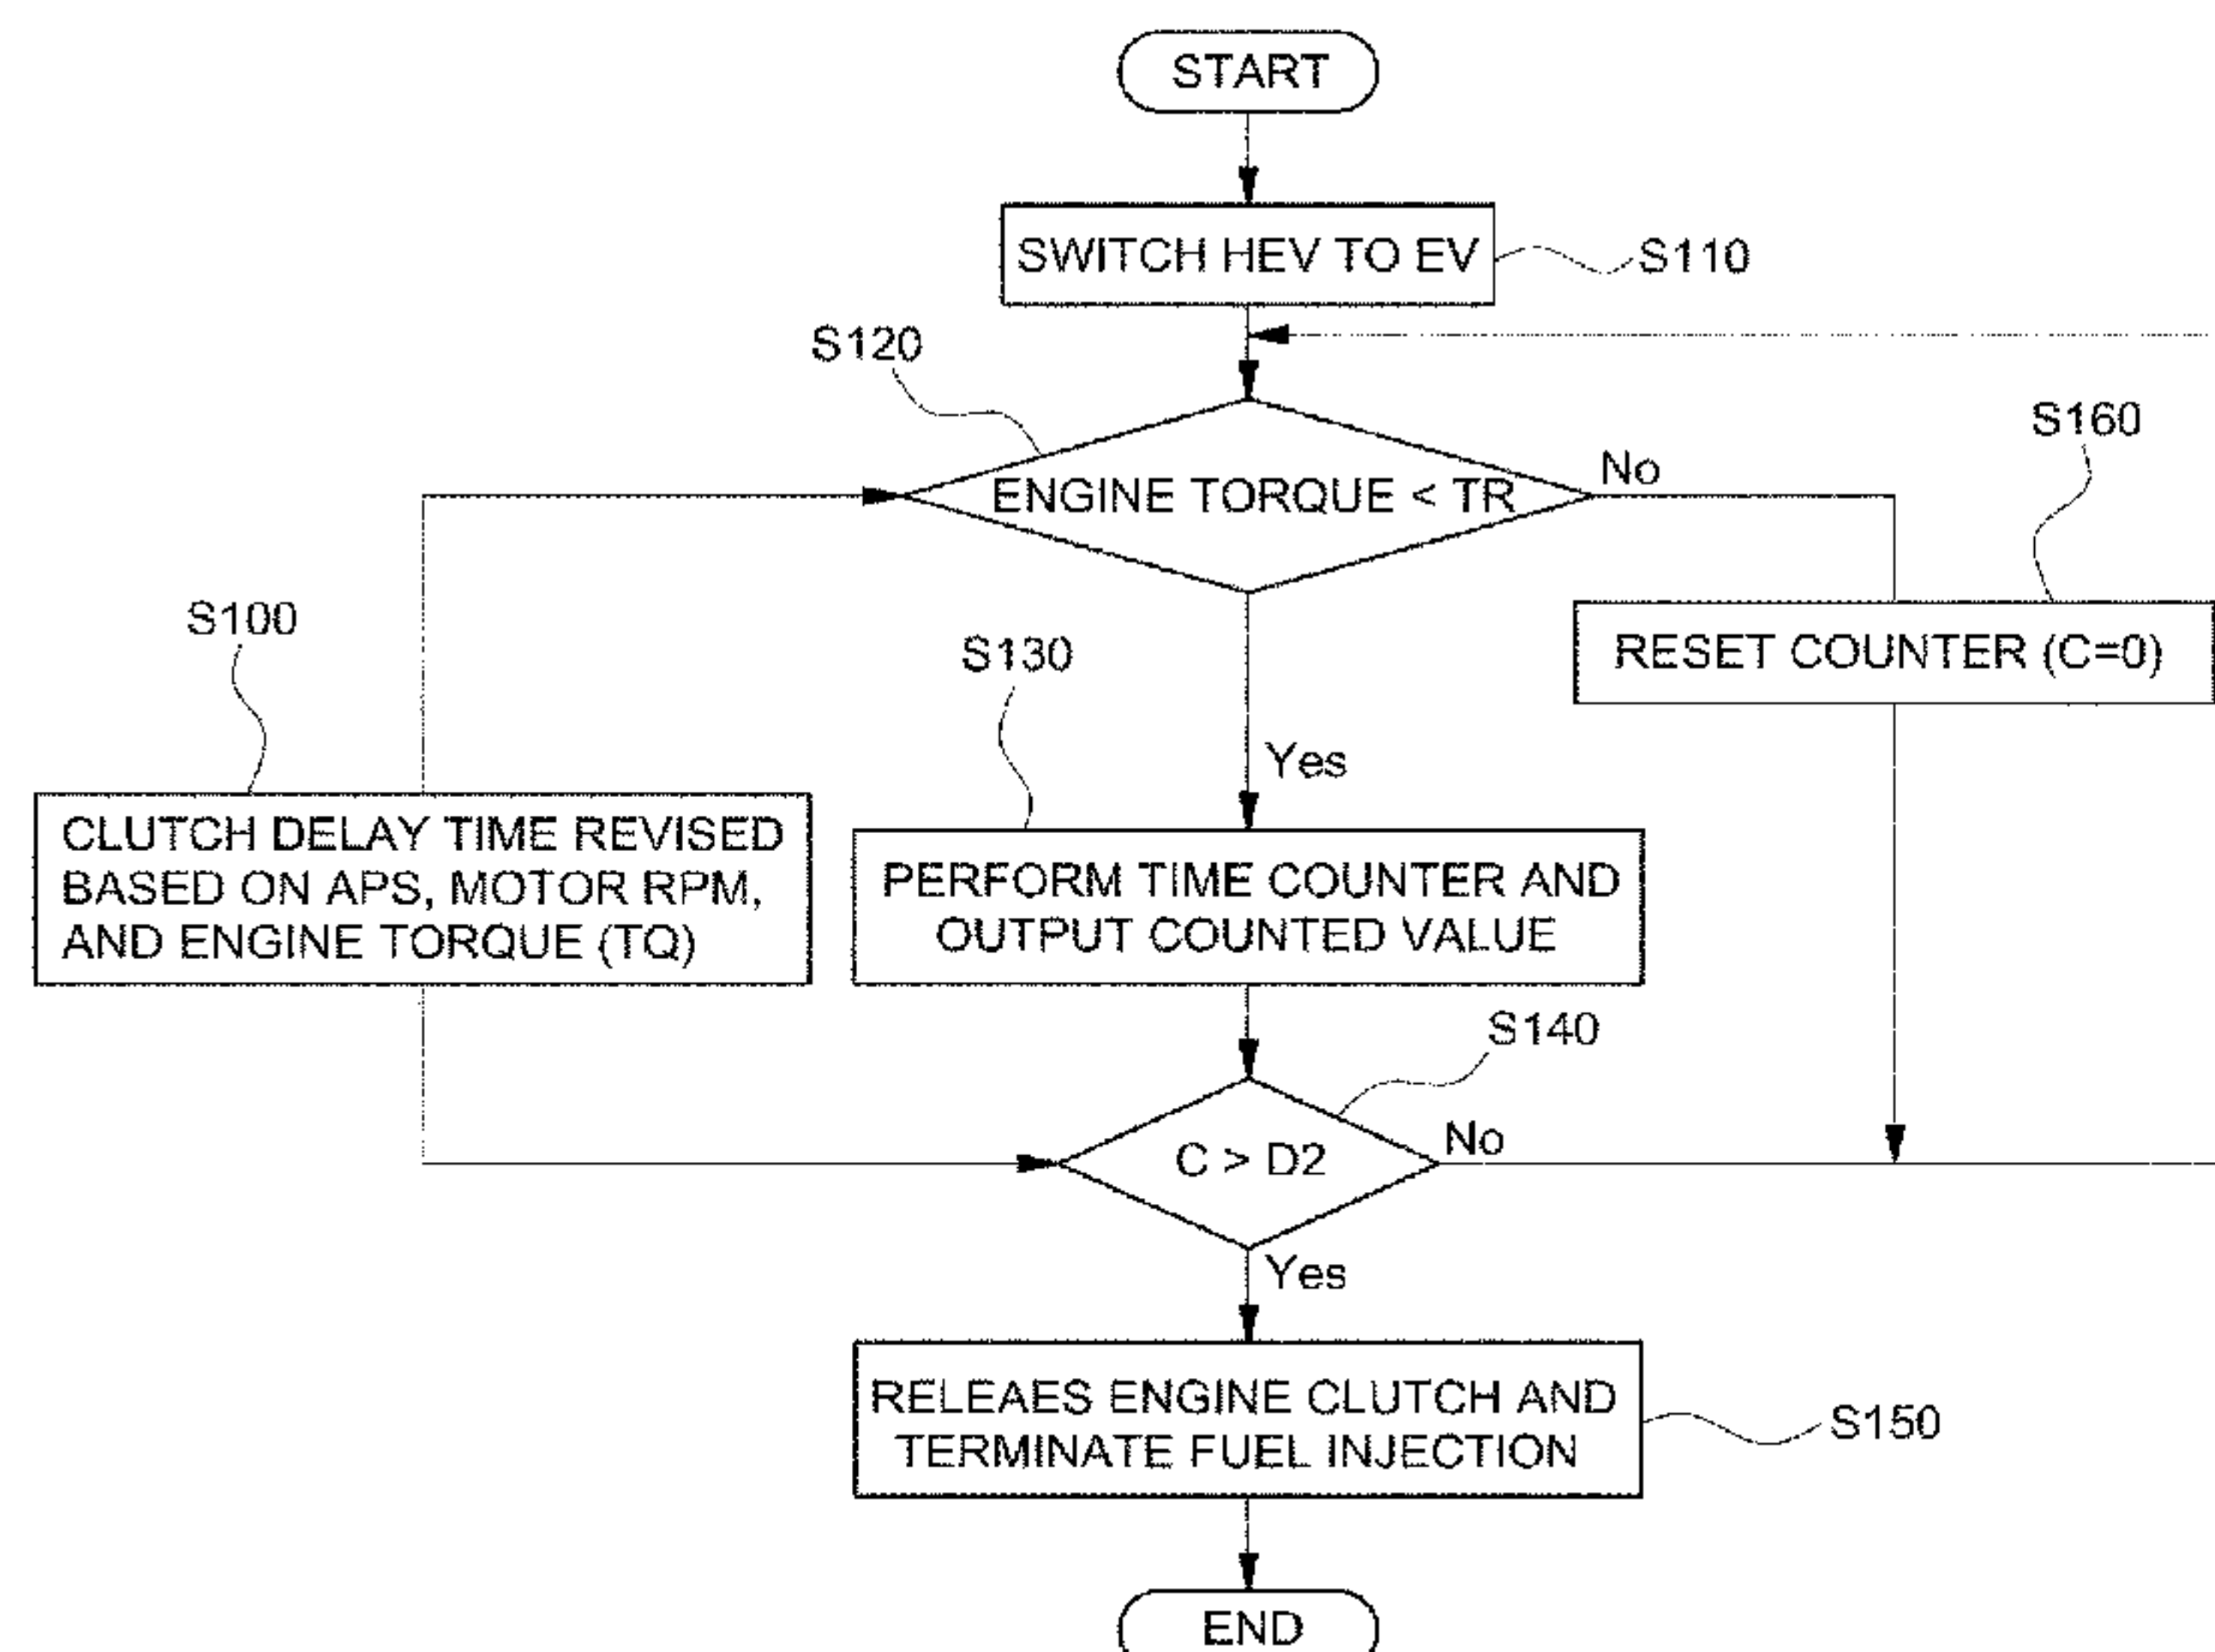 START
SWITCH HEV TO EV
S110
S120
S160
ENGINE TORQUE < TR
No
S100
S130
RESET COUNTER (C=0)
Yes
CLUTCH DELAY TIME REVISED
BASED ON APS, MOTOR RPM,
AND ENGINE TORQUE (TQ)
PERFORM TIME COUNTER AND
OUTPUT COUNTED VALUE
S140
C > D2
No
Yes
RELEAES ENGINE CLUTCH AND
TERMINATE FUEL INJECTION
S150
END